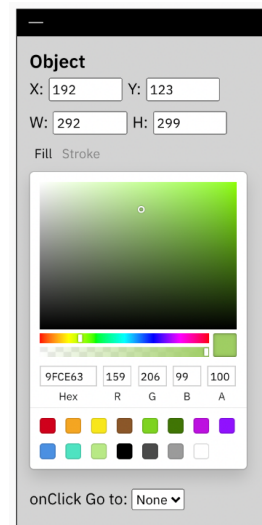 Object
X: 192 Y: 123
W: 292 H: 299
Fill Stroke
9FCE63 159 206 99 100
Hex R G B A
onClick Go to: None